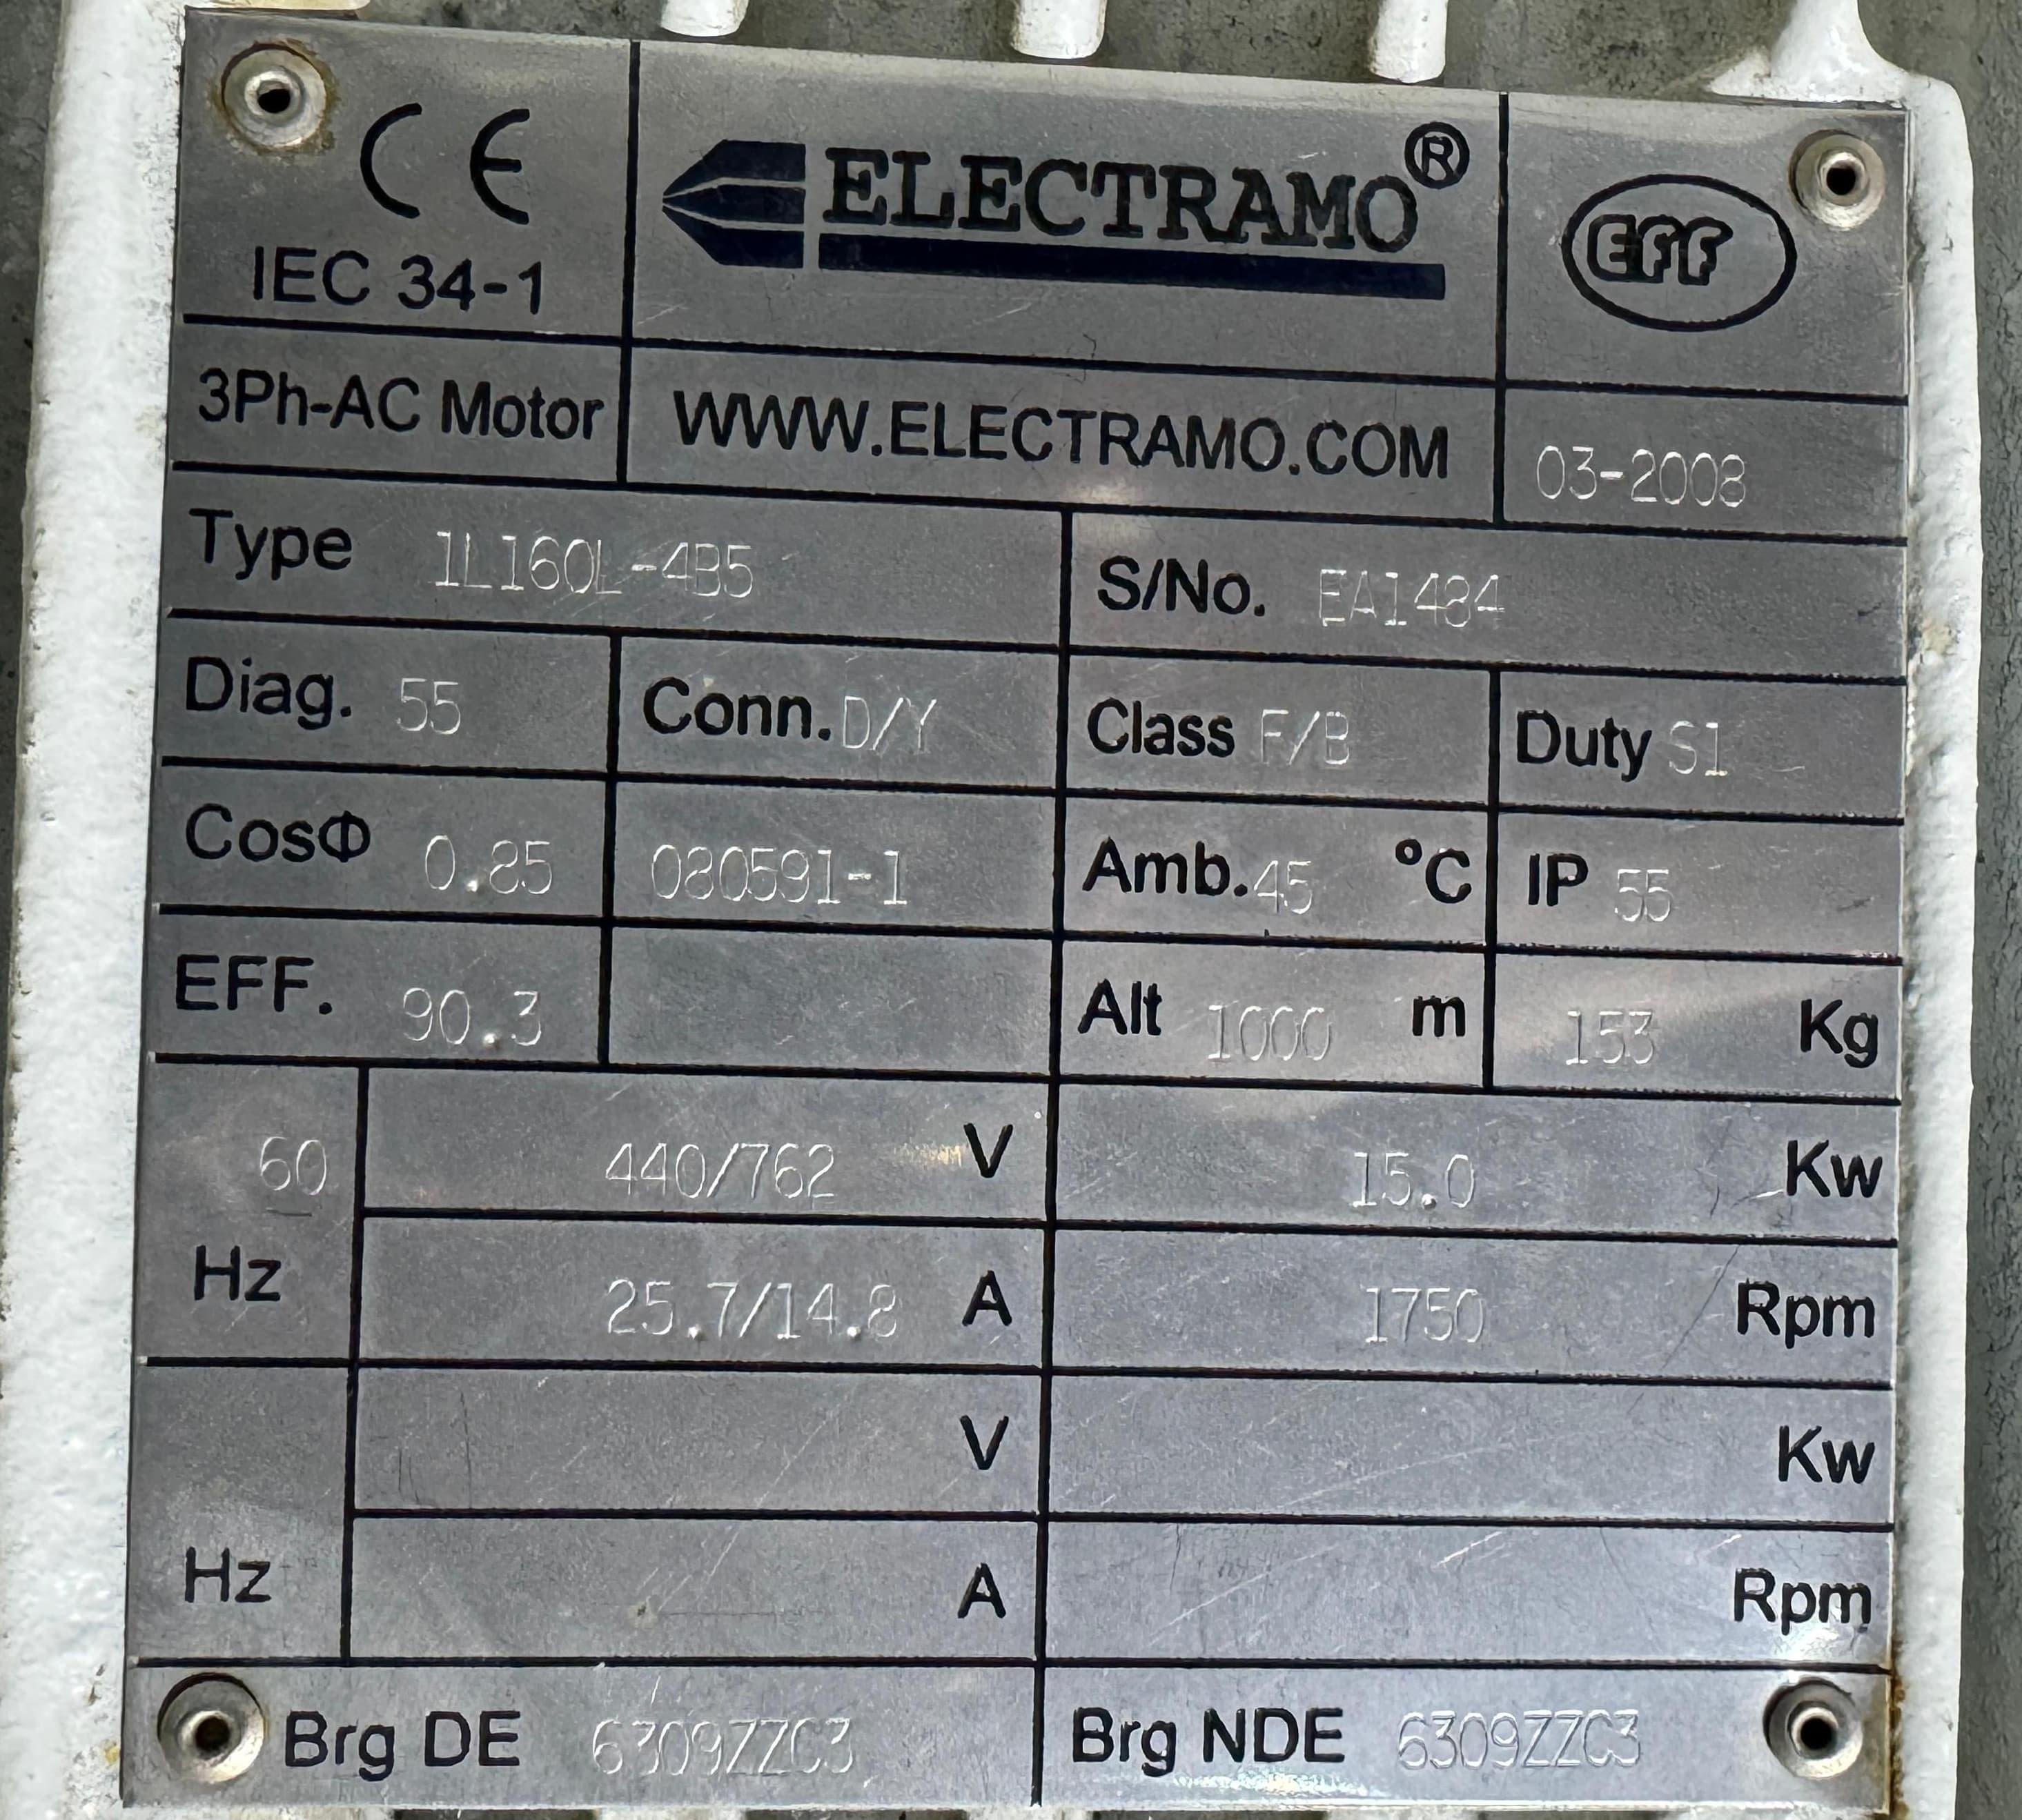 CE
IEC 34-1
ELECTRAMO®
EFF
3Ph-AC Motor
WWW.ELECTRAMO.COM
03-2008
Type 1L160L-4B5
S/No. EA1484
Diag. 55
Conn. D/Y
Class F/B
Duty S1
CosΦ 0.85
080591-1
Amb. 45 °C
IP 55
EFF. 90.3
Alt 1000 m
153 Kg
60 Hz
440/762 V
15.0 Kw
25.7/14.8 A
1750 Rpm
Hz
V
Kw
A
Rpm
Brg DE 6309ZZC3
Brg NDE 6309ZZC3